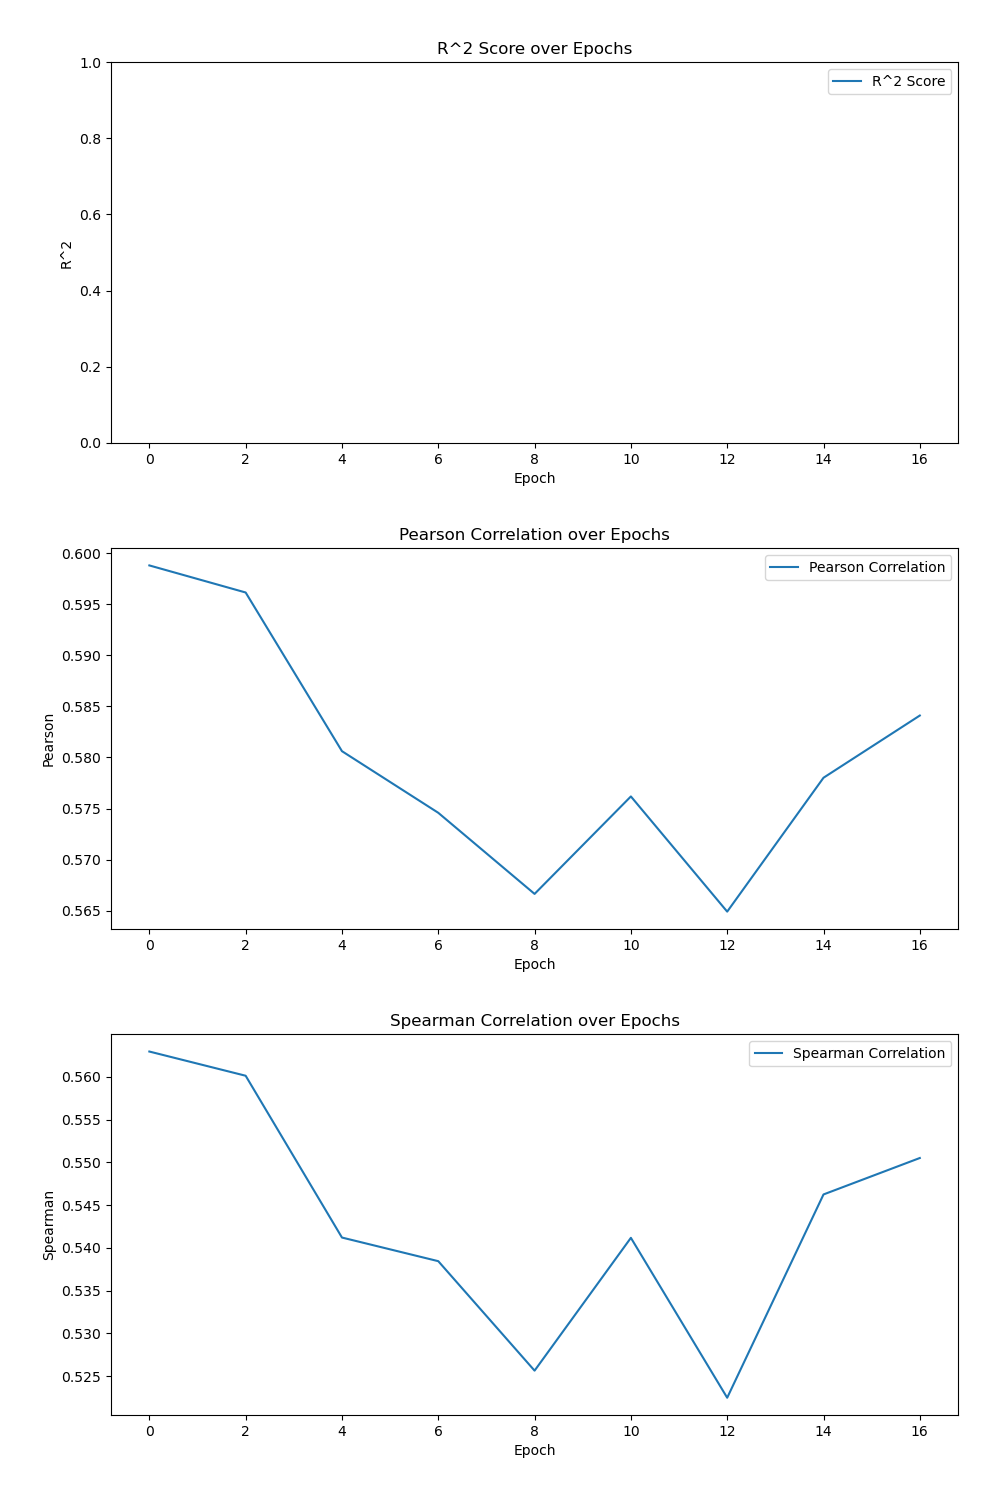 R^2 Score over Epochs
R^2 Score
1.0
0.8
0.6
0.4
0.2
0.0
R^2
0 2 4 6 8 10 12 14 16
Epoch
Pearson Correlation over Epochs
Pearson Correlation
0.600
0.595
0.590
0.585
0.580
0.575
0.570
0.565
Pearson
0 2 4 6 8 10 12 14 16
Epoch
Spearman Correlation over Epochs
Spearman Correlation
0.560
0.555
0.550
0.545
0.540
0.535
0.530
0.525
Spearman
0 2 4 6 8 10 12 14 16
Epoch